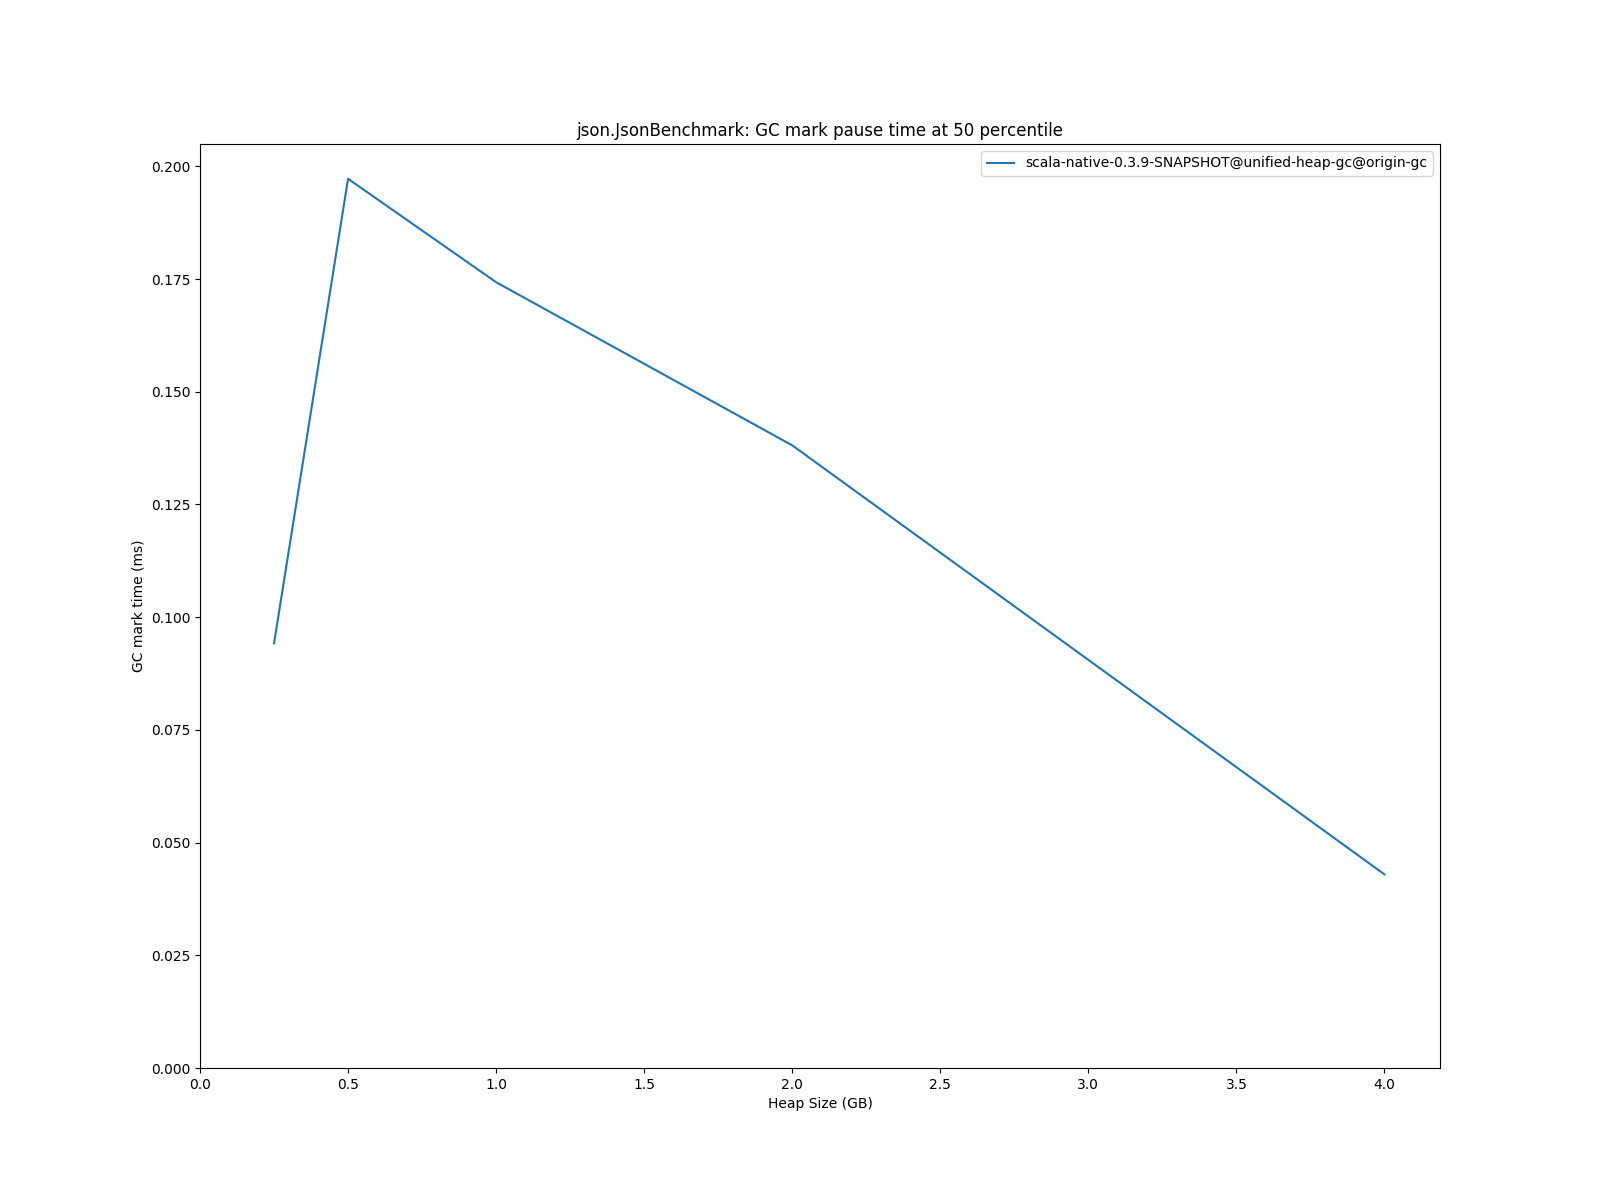 json.JsonBenchmark: GC mark pause time at 50 percentile
scala-native-0.3.9-SNAPSHOT@unified-heap-gc@origin-gc
0.200
0.175
0.150
0.125
0.100
0.075
0.050
0.025
0.000
GC mark time (ms)
0.0 0.5 1.0 1.5 2.0 2.5 3.0 3.5 4.0
Heap Size (GB)